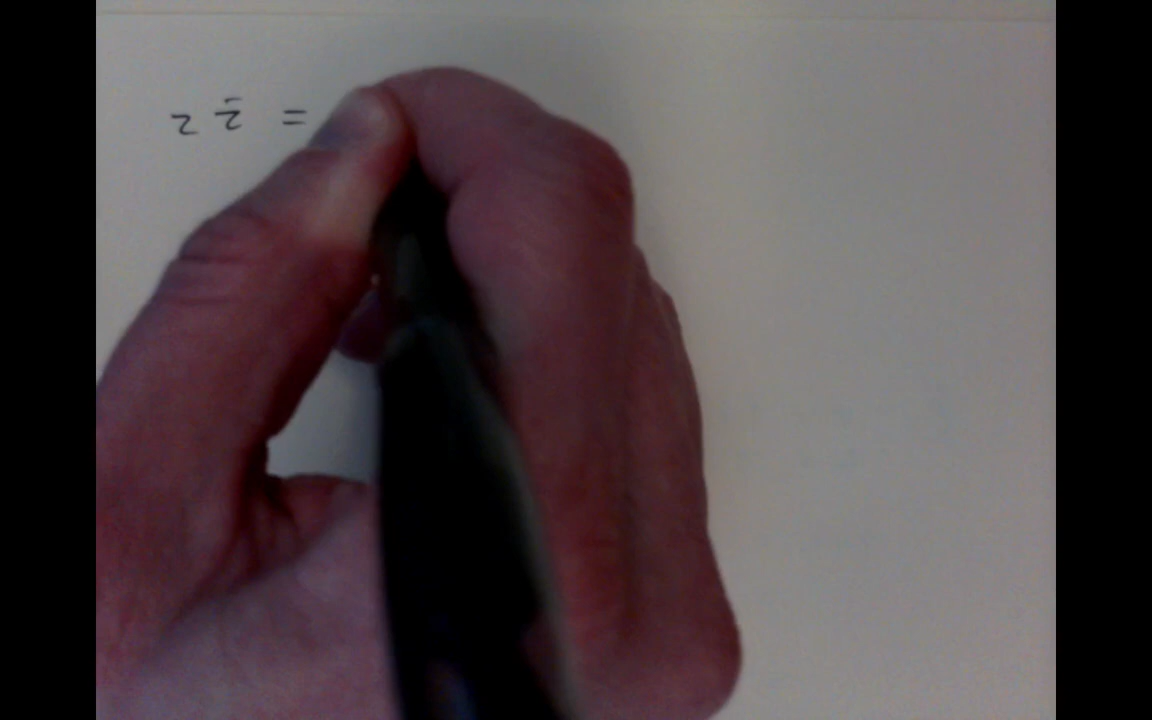 z z̄ =